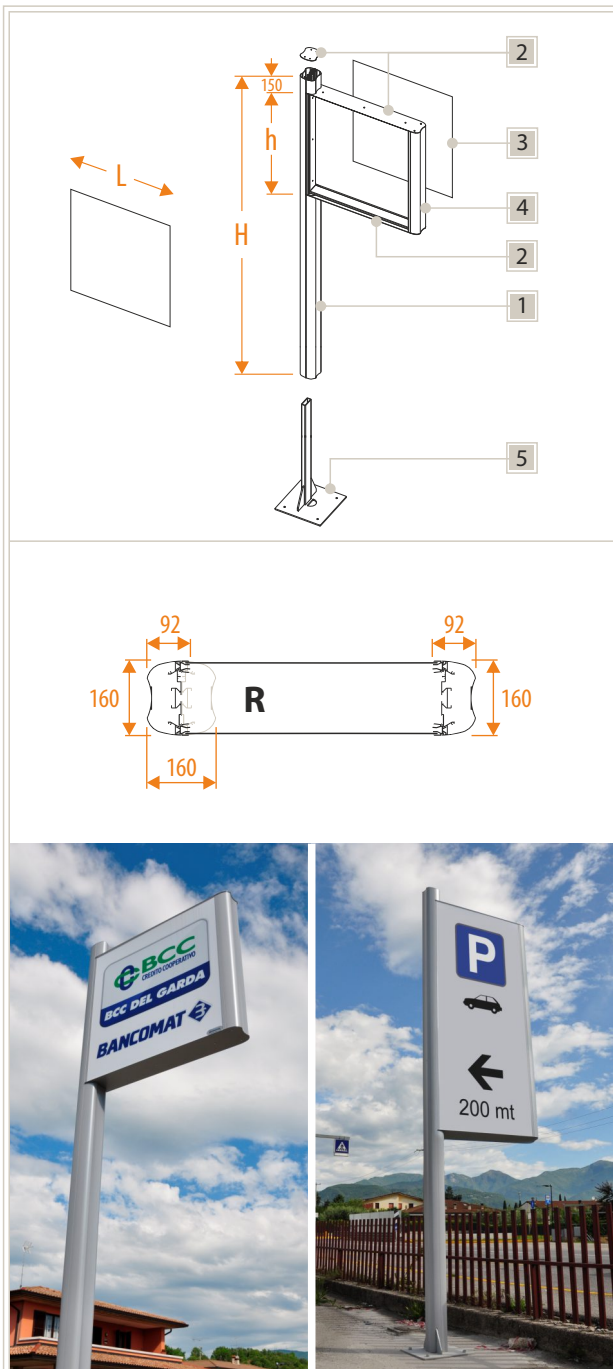 2
150
h
3
L
4
H
2
1
5
92
92
160
R
160
160
BCC
CREDITO COOPERATIVO
BCC DEL GARDA
BANCOMAT
P
200 mt